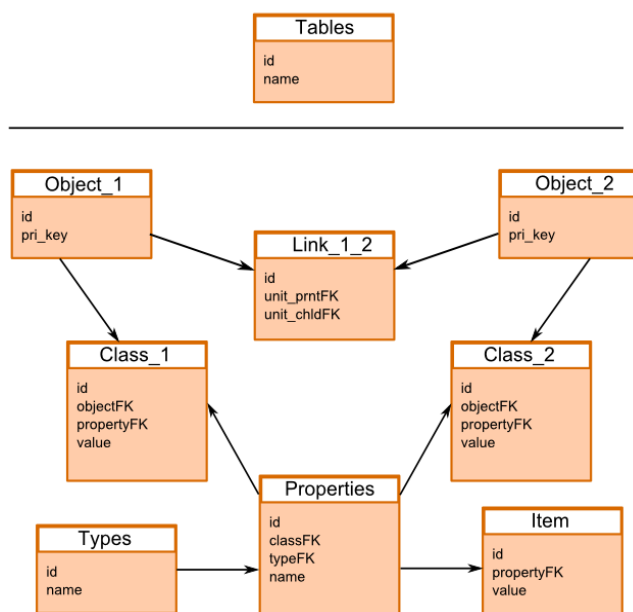 Tables
id
name
Object_1
id
pri_key
Object_2
id
pri_key
Link_1_2
id
unit_prntFK
unit_chldFK
Class_1
id
objectFK
propertyFK
value
Class_2
id
objectFK
propertyFK
value
Properties
id
classFK
typeFK
name
Types
id
name
Item
id
propertyFK
value